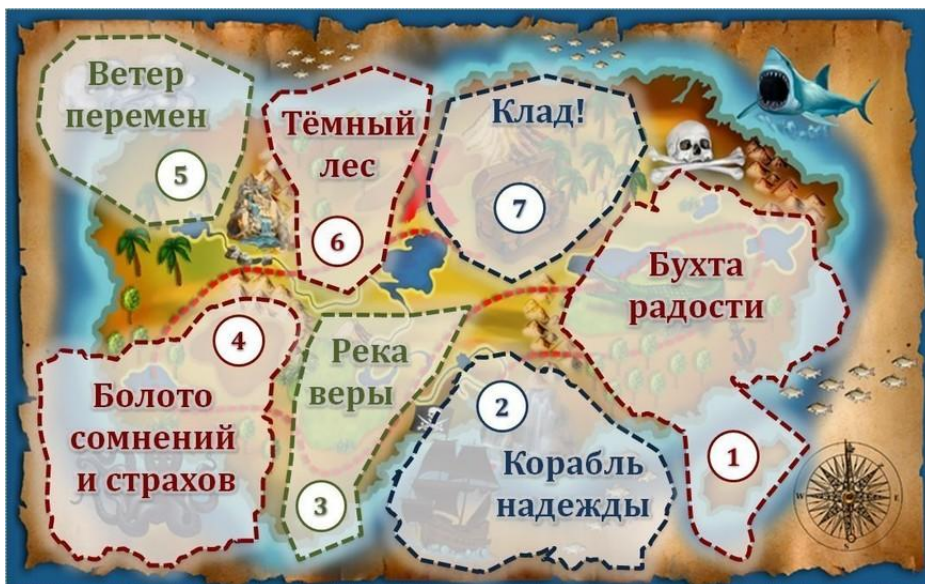 Ветер
перемен
5
Тёмный
лес
6
Клад!
7
Бухта
радости
1
4
Болото
сомнений
и страхов
Река
веры
3
2
Корабль
надежды
N
W
E
S